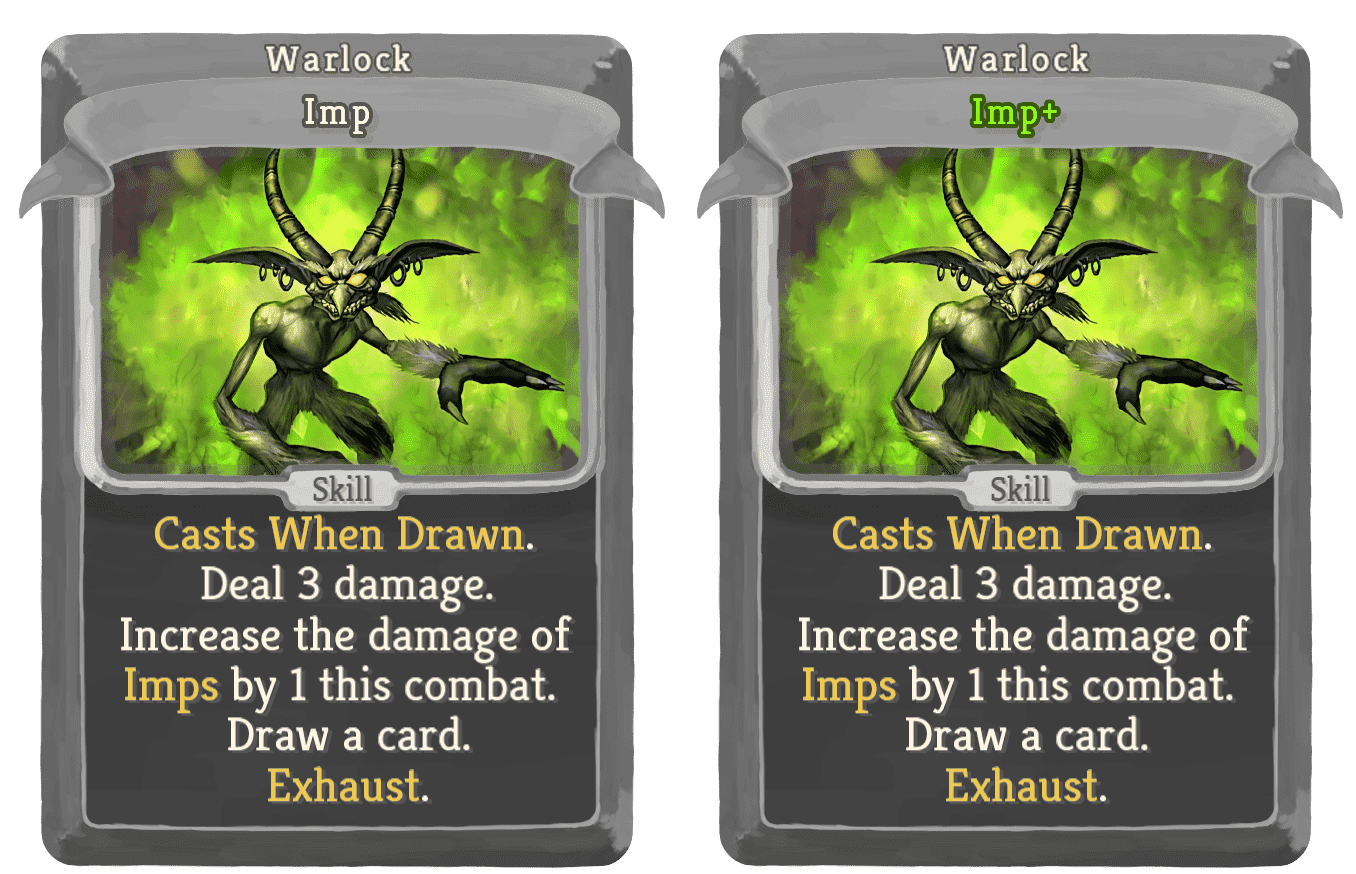 Warlock
Imp
Skill
Casts When Drawn.
Deal 3 damage.
Increase the damage of
Imps by 1 this combat.
Draw a card.
Exhaust.
Warlock
Imp+
Skill
Casts When Drawn.
Deal 3 damage.
Increase the damage of
Imps by 1 this combat.
Draw a card.
Exhaust.